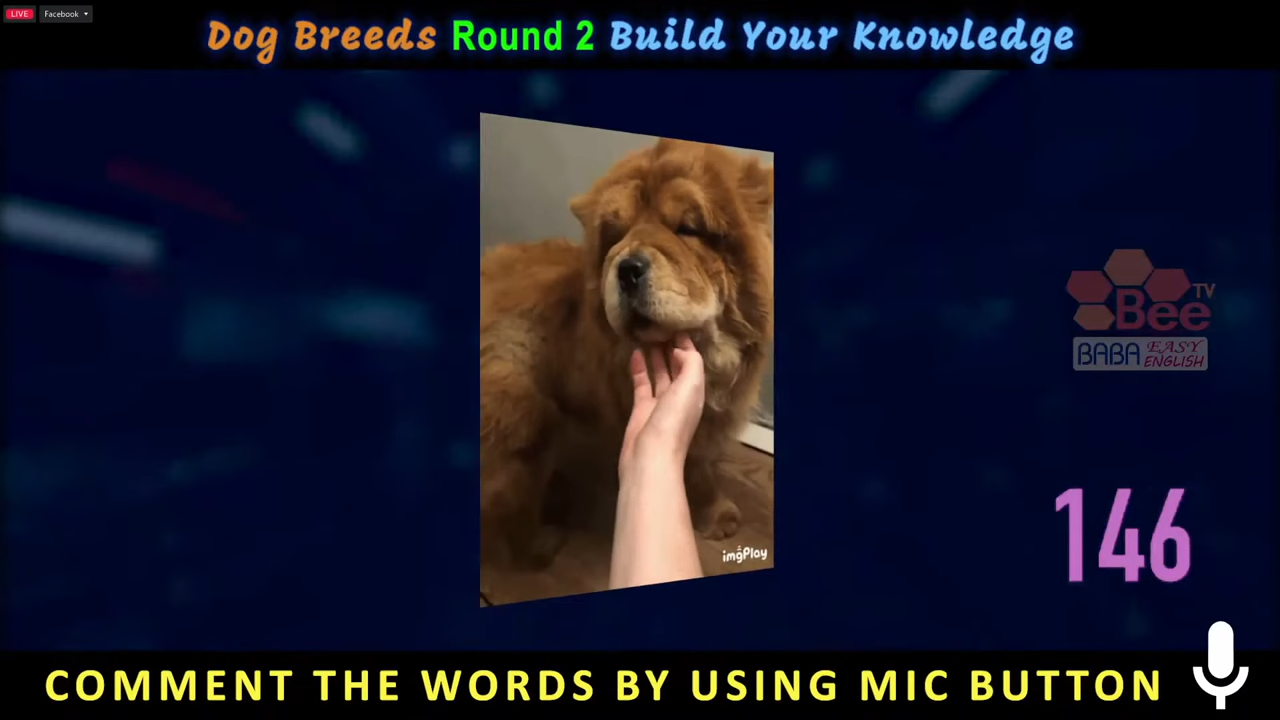 LIVE Facebook
Dog Breeds Round 2 Build Your Knowledge
Bee TV
BABA EASY ENGLISH
146
imgPlay
COMMENT THE WORDS BY USING MIC BUTTON